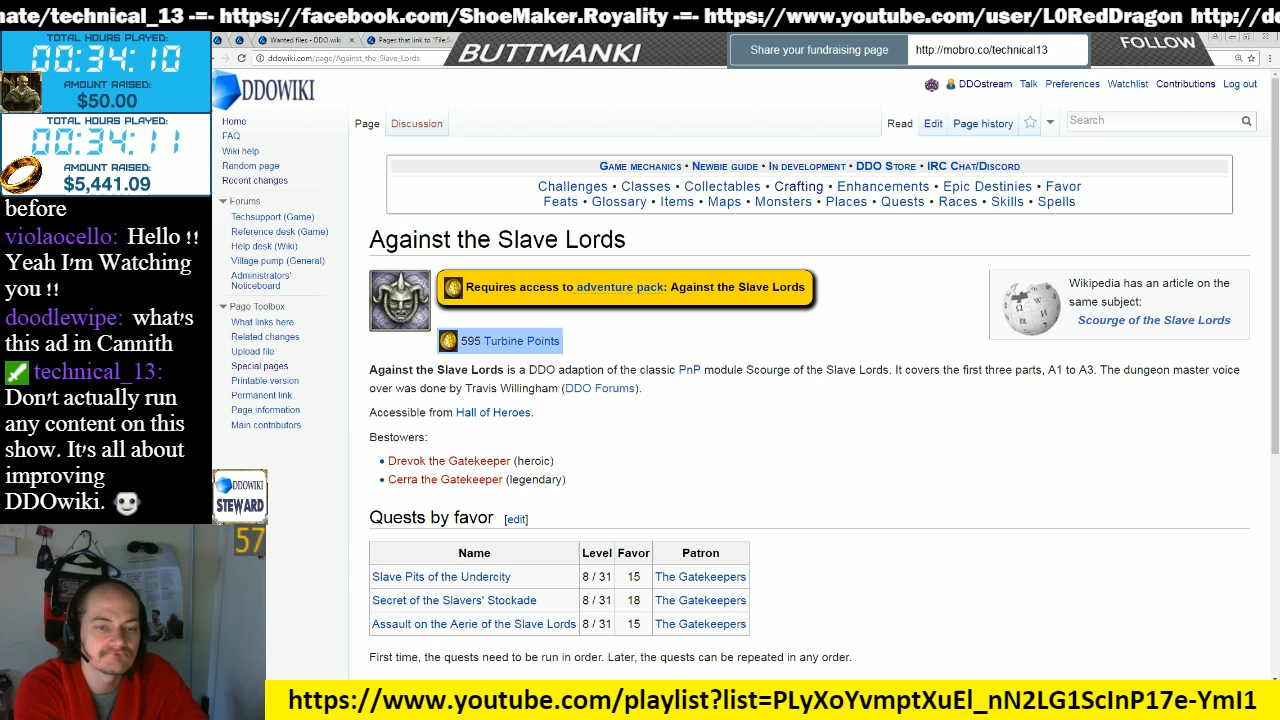 nate/technical_13 -=- https://facebook.com/ShoeMaker.Royality -=- https://www.youtube.com/user/L0RedDragon http://do
TOTAL HOURS PLAYED:
00:34:10
AMOUNT RAISED:
$50.00
TOTAL HOURS PLAYED:
00:34:11
AMOUNT RAISED:
$5,441.09
before
violaocello: Hello !!
Yeah I'm Watching
you !!
doodlewipe: what's
this ad in Cannith
technical_13:
Don't actually run
any content on this
show. It's all about
improving
DDOwiki.
Wanted files - DDO wiki
Pages that link to "File:S
ddowiki.com/page/Against_the_Slave_Lords
BUTTMANKI
Share your fundraising page
http://mobro.co/technical13
FOLLOW
DDOWIKI
DDOstream Talk Preferences Watchlist Contributions Log out
Page Discussion
Read Edit Page history
Search
Home
FAQ
Wiki help
Random page
Recent changes
Forums
Techsupport (Game)
Reference desk (Game)
Help desk (Wiki)
Village pump (General)
Administrators'
Noticeboard
Page Toolbox
What links here
Related changes
Upload file
Special pages
Printable version
Permanent link
Page information
Main contributors
DDOWIKI
STEWARD
57
GAME MECHANICS • NEWBIE GUIDE • IN DEVELOPMENT • DDO STORE • IRC CHAT/DISCORD
Challenges • Classes • Collectables • Crafting • Enhancements • Epic Destinies • Favor
Feats • Glossary • Items • Maps • Monsters • Places • Quests • Races • Skills • Spells
Against the Slave Lords
Requires access to adventure pack: Against the Slave Lords
595 Turbine Points
Wikipedia has an article on the
same subject:
Scourge of the Slave Lords
Against the Slave Lords is a DDO adaption of the classic PnP module Scourge of the Slave Lords. It covers the first three parts, A1 to A3. The dungeon master voice
over was done by Travis Willingham (DDO Forums).
Accessible from Hall of Heroes.
Bestowers:
• Drevok the Gatekeeper (heroic)
• Cerra the Gatekeeper (legendary)
Quests by favor [edit]
Name Level Favor Patron
Slave Pits of the Undercity 8 / 31 15 The Gatekeepers
Secret of the Slavers' Stockade 8 / 31 18 The Gatekeepers
Assault on the Aerie of the Slave Lords 8 / 31 15 The Gatekeepers
First time, the quests need to be run in order. Later, the quests can be repeated in any order.
https://www.youtube.com/playlist?list=PLyXoYvmptXuEl_nN2LG1ScInP17e-YmI1